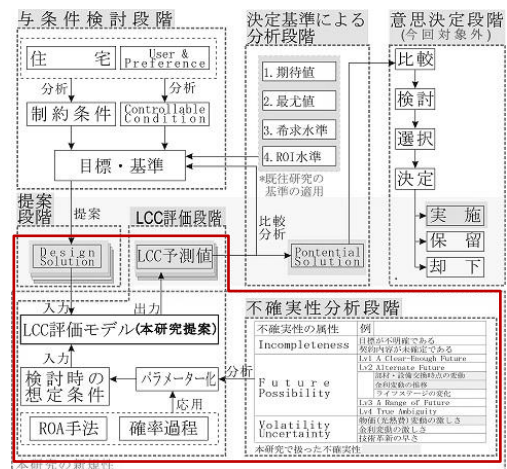 与条件検討段階
住 宅
User &
Preference
分析
分析
制約条件
Controllable
Condition
目標・基準
決定基準による
分析段階
1.期待値
2.最尤値
3.希求水準
4.ROI水準
*既往研究の
基準の適用
意思決定段階
(今回対象外)
比較
検討
選択
決定
実 施
保 留
却 下
提案
段階
提案
Design
Solution
LCC評価段階
LCC予測値
比較
分析
Pontential
Solution
入力
出力
LCC評価モデル(本研究提案)
入力
検討時の
想定条件
パラメーター化
分析
応用
ROA手法
確率過程
不確実性分析段階
不確実性の属性
例
Incompleteness
目標が不明確である
契約内容が未確定である
Future
Possibility
Lv1 A Clear-Enough Future
Lv2 Alternate Future
部材・設備交換時点の変動
金利変動の推移
ライフステージの変化
Lv3 A Range of Future
Lv4 True Ambiguity
Volatility
Uncertainty
物価(光熱費)変動の激しさ
金利変動の激しさ
技術革新の早さ
本研究で扱った不確実性
本研究の新規性